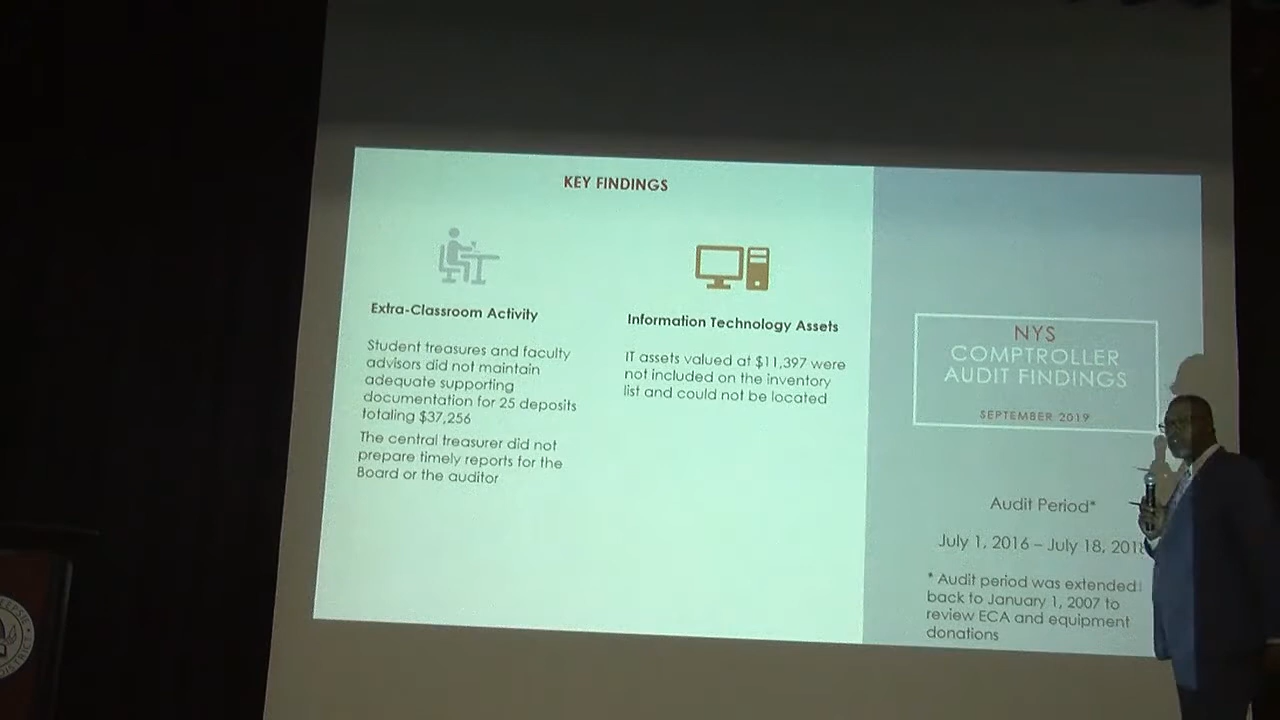 KEY FINDINGS
Extra-Classroom Activity
Student treasures and faculty
advisors did not maintain
adequate supporting
documentation for 25 deposits
totaling $37,256
The central treasurer did not
prepare timely reports for the
Board or the auditor
Information Technology Assets
IT assets valued at $11,397 were
not included on the inventory
list and could not be located
NYS
COMPTROLLER
AUDIT FINDINGS
SEPTEMBER 2019
Audit Period*
July 1, 2016 – July 18, 2018
* Audit period was extended
back to January 1, 2007 to
review ECA and equipment
donations